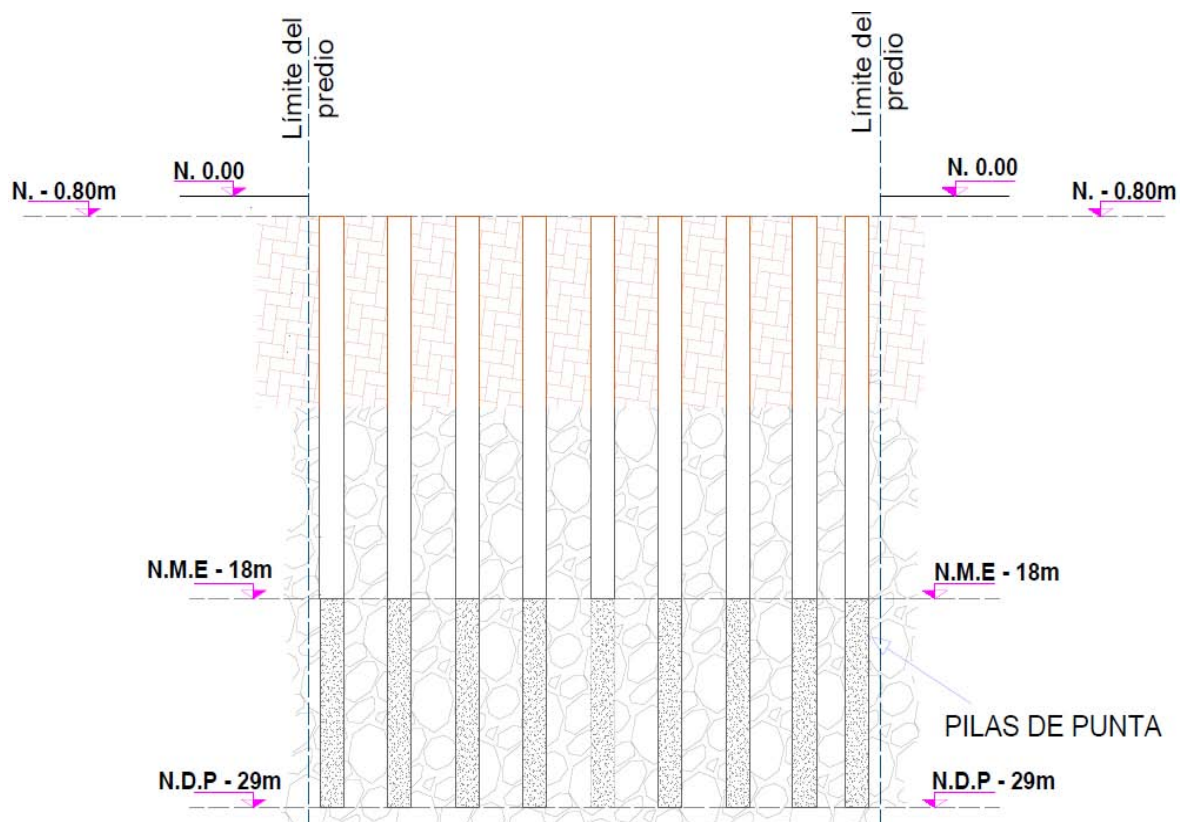 Límite del
predio
Límite del
predio
N. 0.00
N. 0.00
N. - 0.80m
N. - 0.80m
N.M.E - 18m
N.M.E - 18m
PILAS DE PUNTA
N.D.P - 29m
N.D.P - 29m